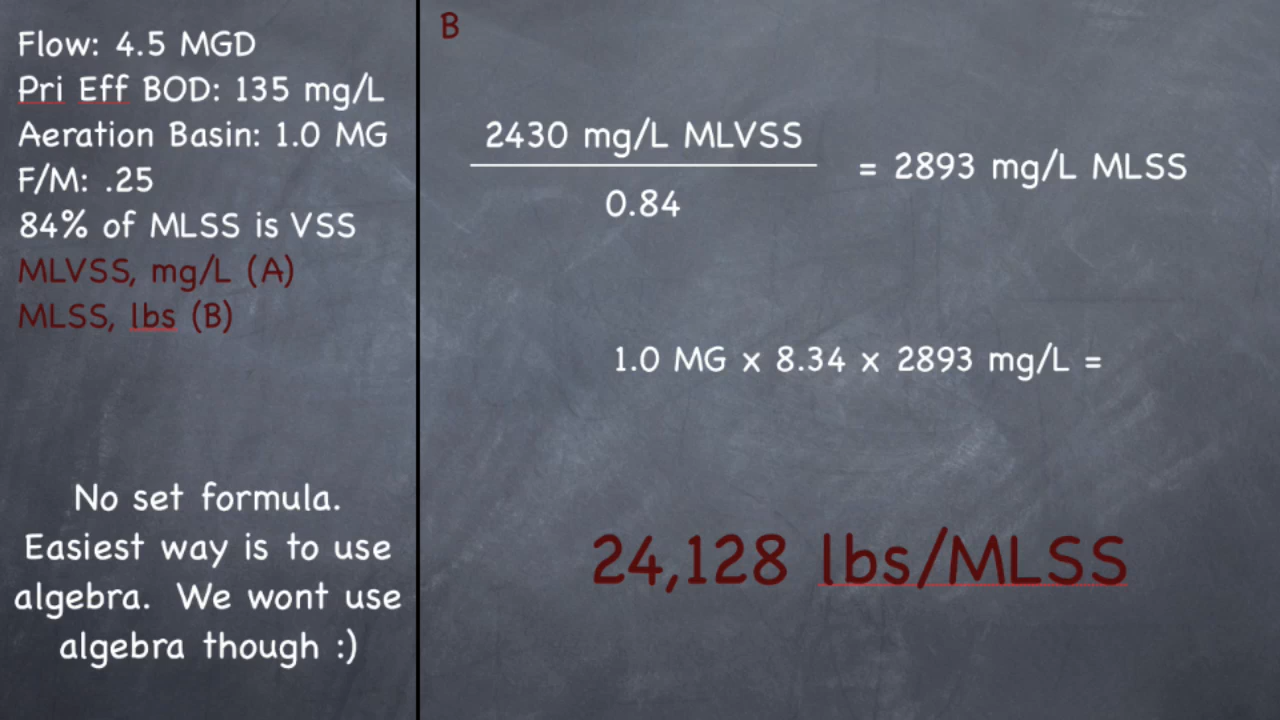 Flow: 4.5 MGD
Pri Eff BOD: 135 mg/L
Aeration Basin: 1.0 MG
F/M: .25
84% of MLSS is VSS
MLVSS, mg/L (A)
MLSS, lbs (B)
No set formula.
Easiest way is to use
algebra. We wont use
algebra though :)
B
2430 mg/L MLVSS
0.84
= 2893 mg/L MLSS
1.0 MG x 8.34 x 2893 mg/L =
24,128 lbs/MLSS